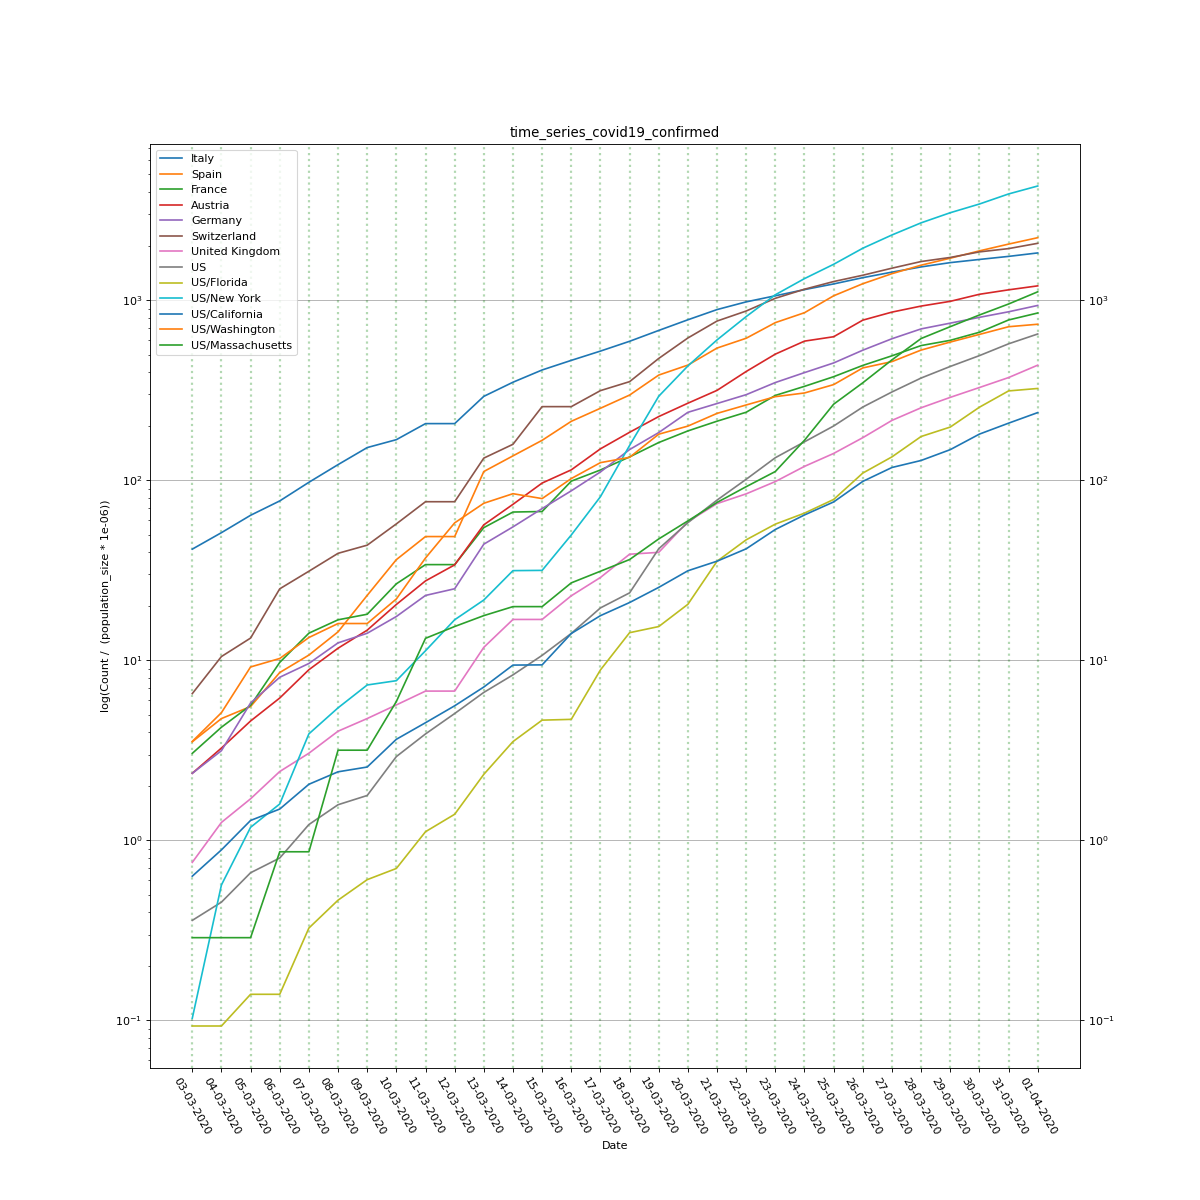 time_series_covid19_confirmed
Italy
Spain
France
Austria
Germany
Switzerland
United Kingdom
US
US/Florida
US/New York
US/California
US/Washington
US/Massachusetts
log(Count / (population_size * 1e-06))
10³
10²
10¹
10⁰
10⁻¹
10³
10²
10¹
10⁰
10⁻¹
03-03-2020
04-03-2020
05-03-2020
06-03-2020
07-03-2020
08-03-2020
09-03-2020
10-03-2020
11-03-2020
12-03-2020
13-03-2020
14-03-2020
15-03-2020
16-03-2020
17-03-2020
18-03-2020
19-03-2020
20-03-2020
21-03-2020
22-03-2020
23-03-2020
24-03-2020
25-03-2020
26-03-2020
27-03-2020
28-03-2020
29-03-2020
30-03-2020
31-03-2020
01-04-2020
Date